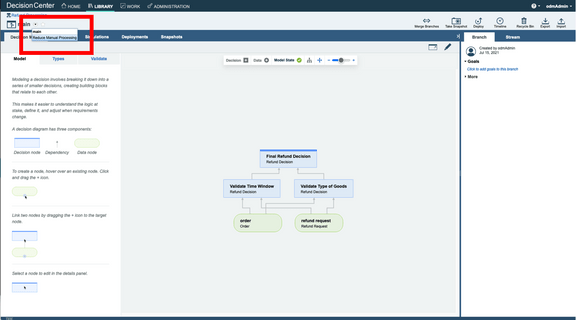 DecisionCenter
HOME
LIBRARY
WORK
ADMINISTRATION
odmAdmin
main
main
Reduce Manual Processing
Merge Branches
Take Snapshot
Deploy
Timeline
Recycle Bin
Export
Import
Simulations
Deployments
Snapshots
Branch
Stream
Model
Types
Validate
Decision
Data
Model State
Created by odmAdmin
Jul 15, 2021
Goals
Click to add goals to this branch
More
Modeling a decision involves breaking it down into a
series of smaller decisions, creating building blocks
that relate to each other.
This makes it easier to understand the logic at
stake, define it, and adjust when requirements
change.
A decision diagram has three components
Decision node
Dependency
Data node
To create a node, hover over an existing node. Click
and drag the + icon.
Link two nodes by dragging the + icon to the target
node.
Select a node to edit in the details panel.
Final Refund Decision
Refund Decision
Validate Time Window
Refund Decision
Validate Type of Goods
Refund Decision
order
Order
refund request
Refund Request